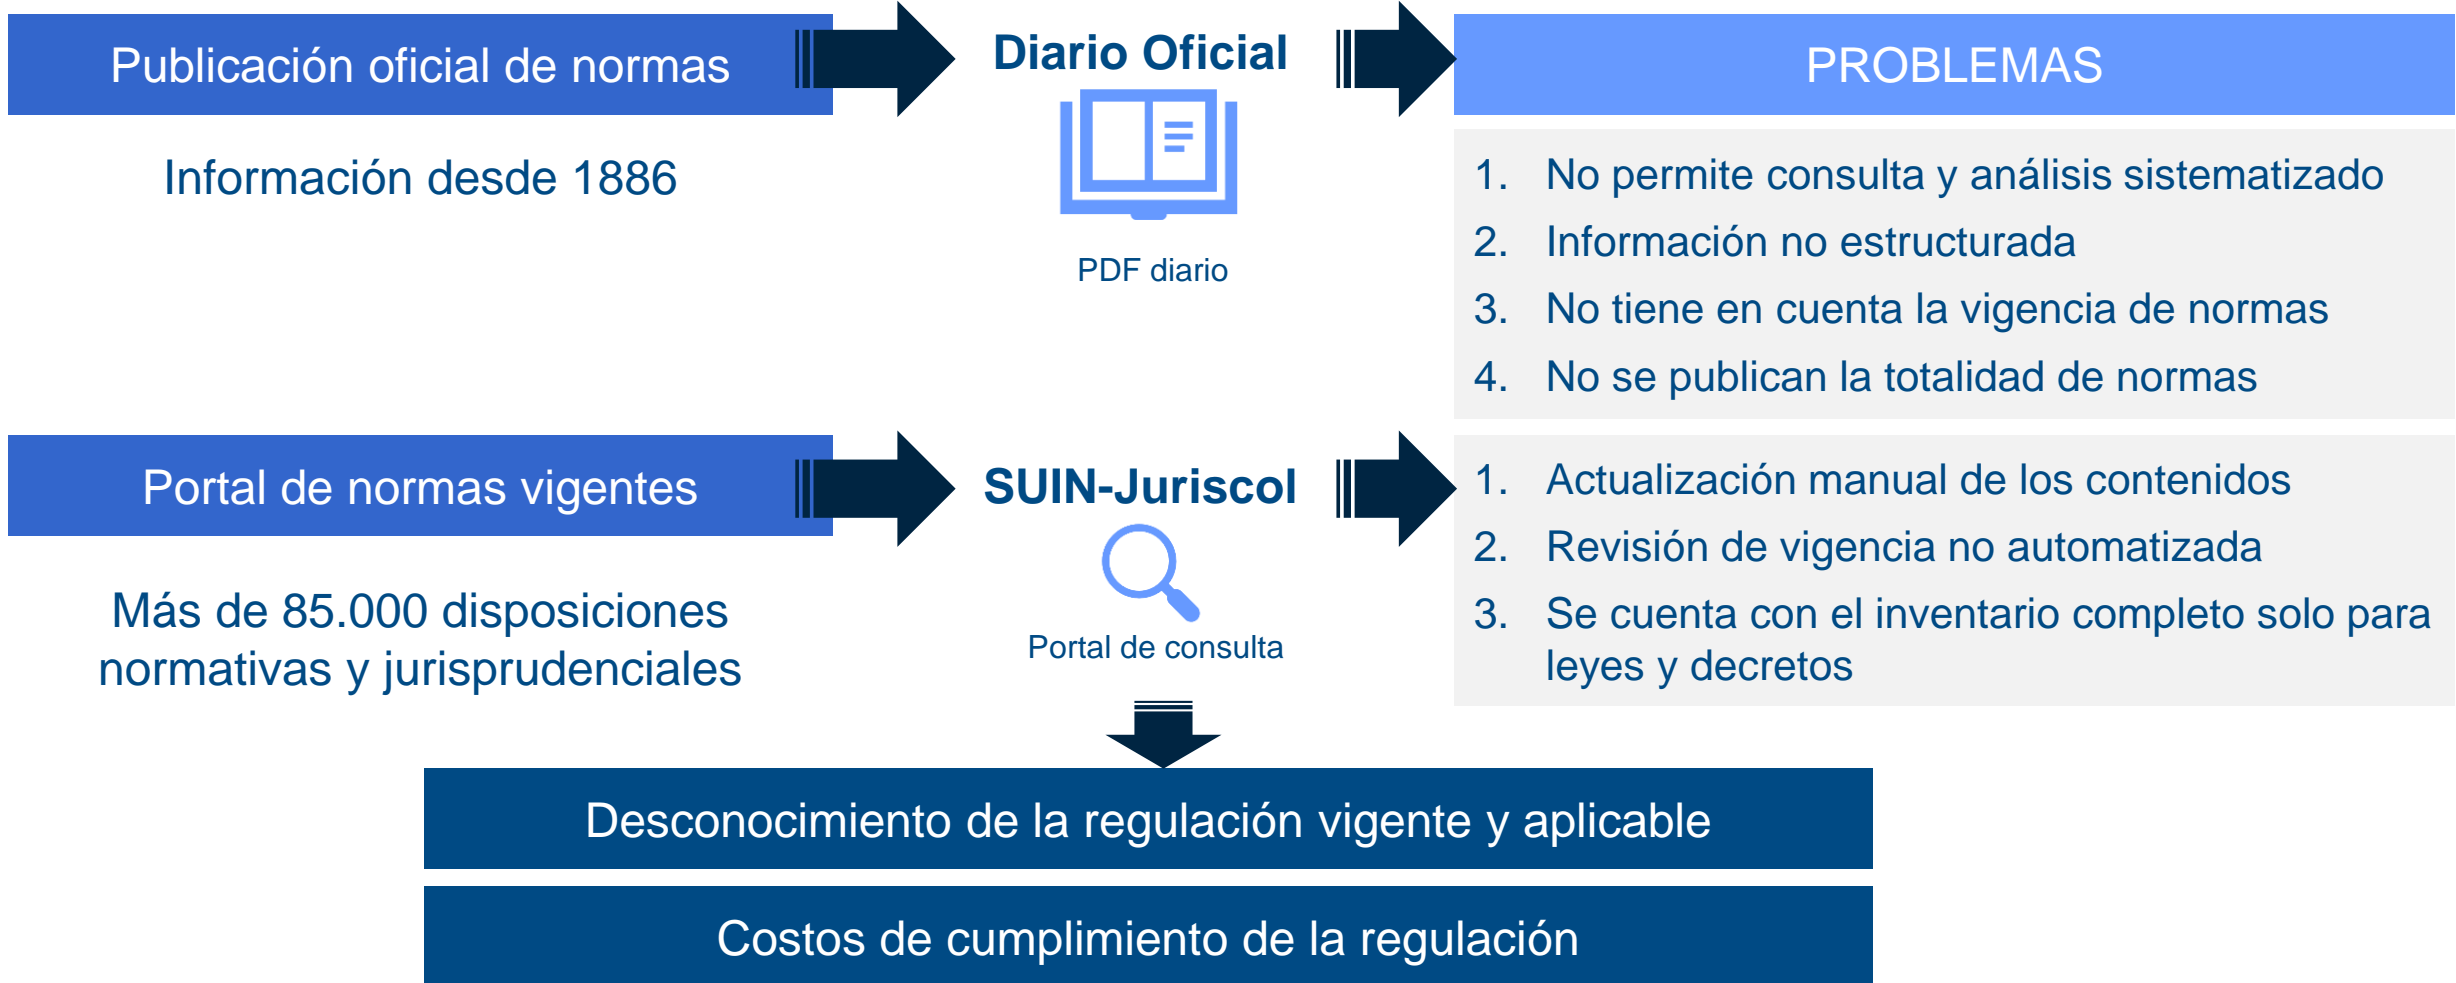 Publicación oficial de normas
Información desde 1886
Diario Oficial
PDF diario
PROBLEMAS
1. No permite consulta y análisis sistematizado
2. Información no estructurada
3. No tiene en cuenta la vigencia de normas
4. No se publican la totalidad de normas
Portal de normas vigentes
Más de 85.000 disposiciones
normativas y jurisprudenciales
SUIN-Juriscol
Portal de consulta
1. Actualización manual de los contenidos
2. Revisión de vigencia no automatizada
3. Se cuenta con el inventario completo solo para
leyes y decretos
Desconocimiento de la regulación vigente y aplicable
Costos de cumplimiento de la regulación